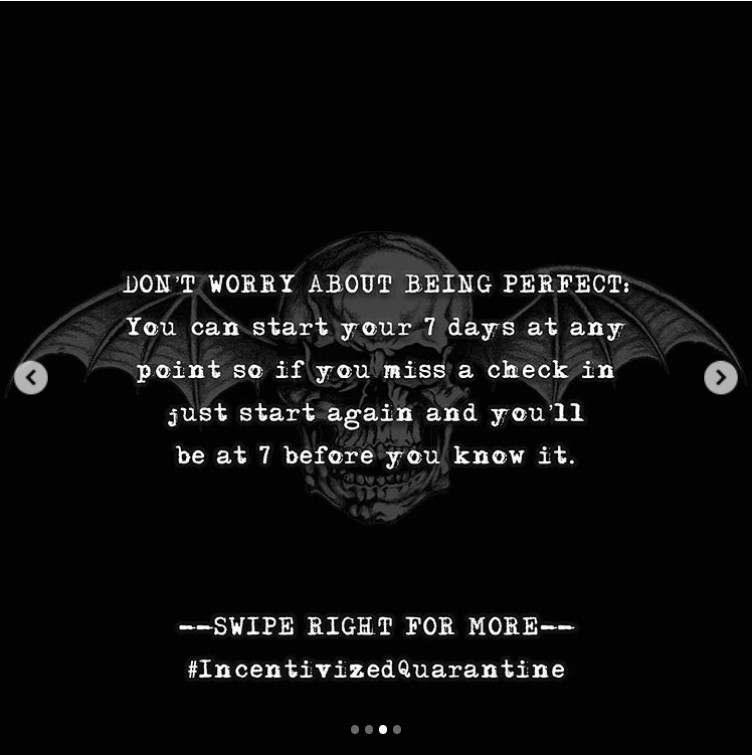 DON'T WORRY ABOUT BEING PERFECT:
You can start your 7 days at any
point so if you miss a check in
just start again and you'll
be at 7 before you know it.
--SWIPE RIGHT FOR MORE--
#IncentivizedQuarantine